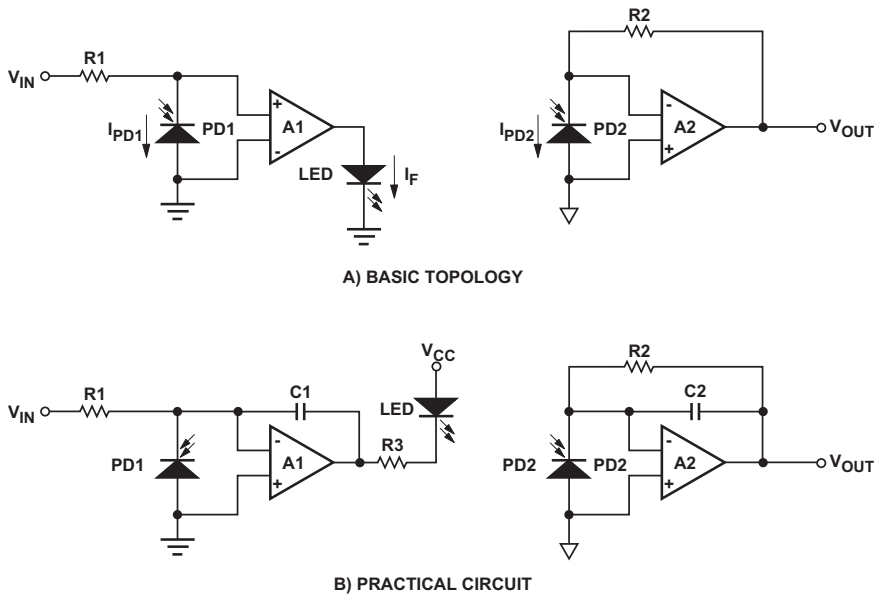 R1
V_IN
I_PD1
PD1
+
-
A1
LED
I_F
R2
I_PD2
PD2
-
+
A2
V_OUT
A) BASIC TOPOLOGY
R1
V_IN
PD1
C1
-
+
A1
R3
V_CC
LED
R2
C2
PD2
PD2
-
+
A2
V_OUT
B) PRACTICAL CIRCUIT